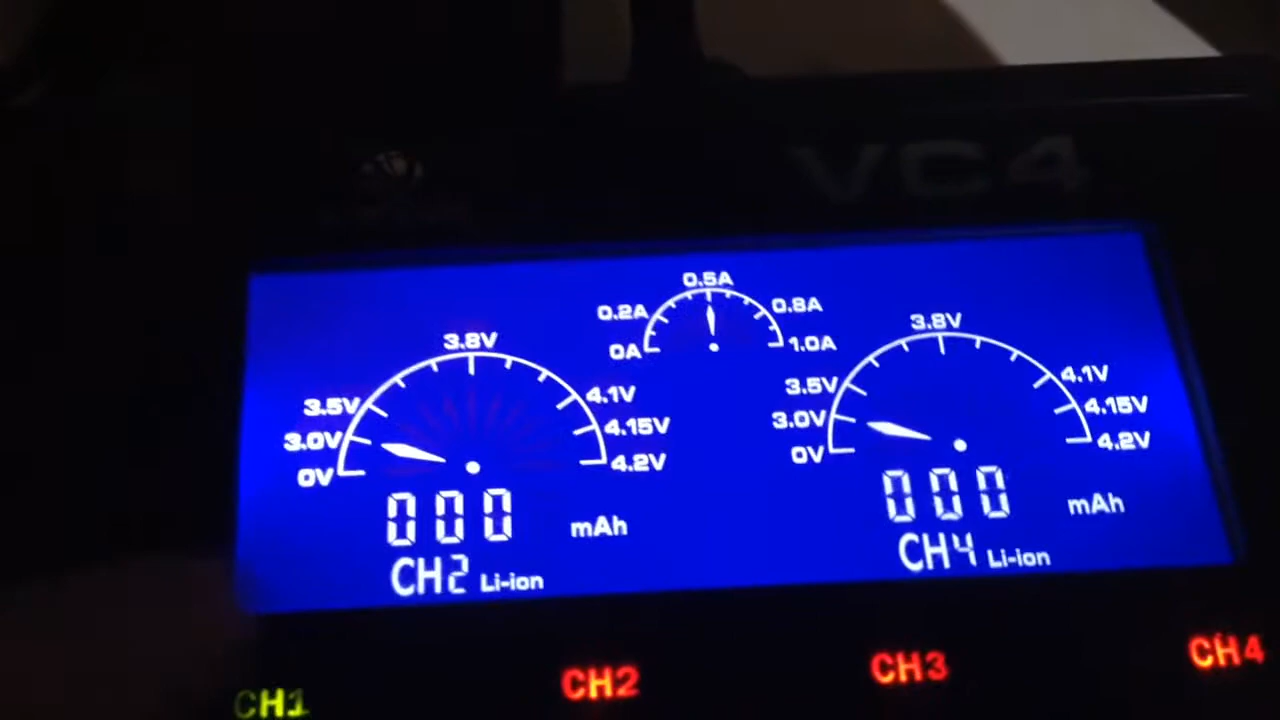 VC4
0.5A
0.2A 0.8A
0A 1.0A
3.8V 3.8V
3.5V 4.1V 3.5V 4.1V
3.0V 4.15V 3.0V 4.15V
0V 4.2V 0V 4.2V
000 mAh 000 mAh
CH2 Li-ion CH4 Li-ion
CH1 CH2 CH3 CH4